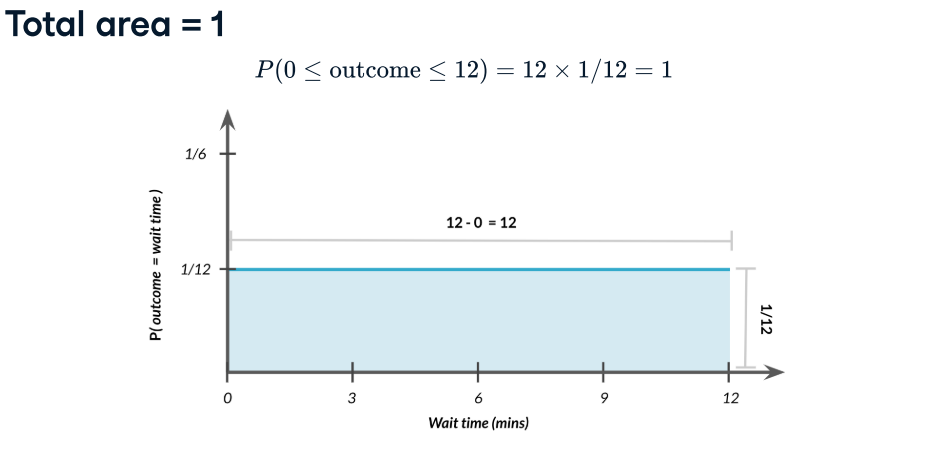 Total area = 1
P(0 ≤ outcome ≤ 12) = 12 × 1/12 = 1
1/6
12 - 0 = 12
P( outcome = wait time )
1/12
1/12
0 3 6 9 12
Wait time (mins)